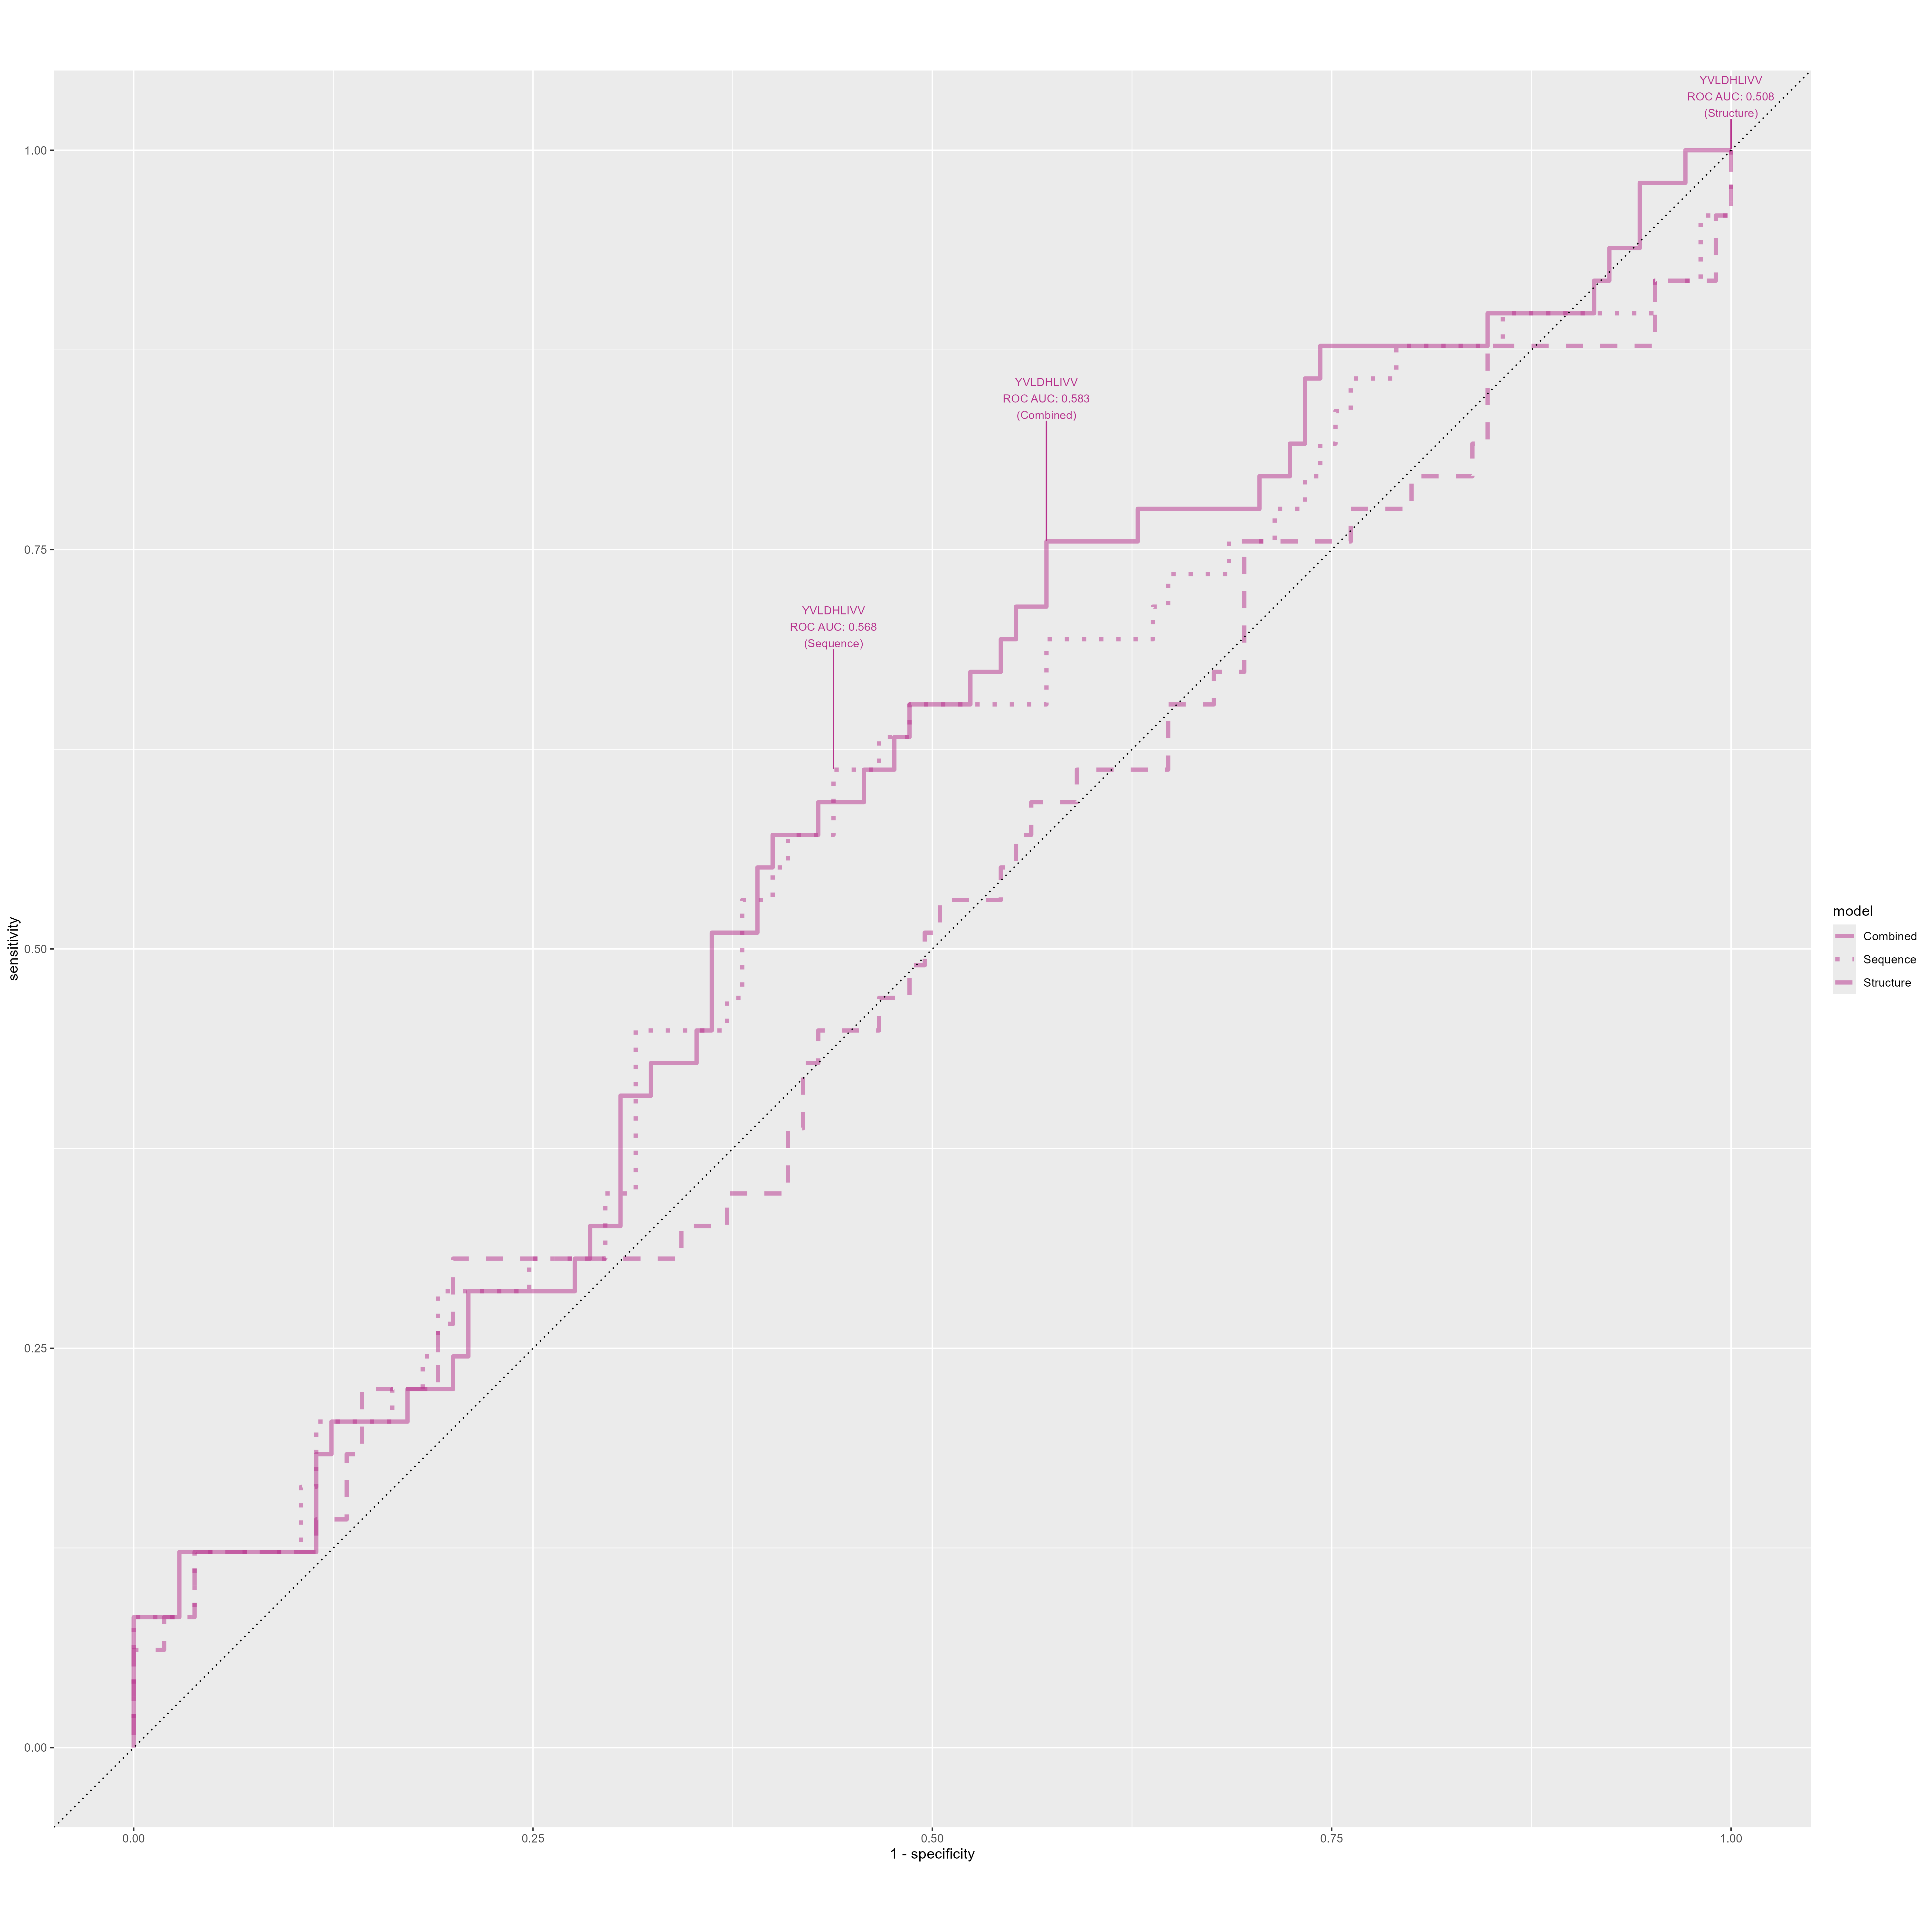 YVLDHLIVV
ROC AUC: 0.508
(Structure)
1.00
YVLDHLIVV
ROC AUC: 0.583
(Combined)
0.75
YVLDHLIVV
ROC AUC: 0.568
(Sequence)
sensitivity
0.50
0.25
0.00
0.00 0.25 0.50 0.75 1.00
1 - specificity
model
Combined
Sequence
Structure